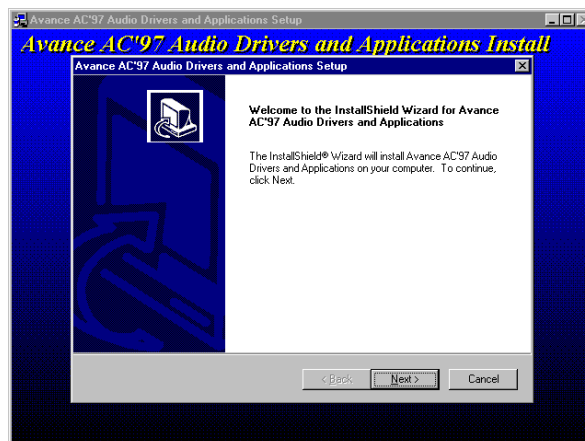 Avance AC'97 Audio Drivers and Applications Setup
Avance AC'97 Audio Drivers and Applications Install
Avance AC'97 Audio Drivers and Applications Setup
Welcome to the InstallShield Wizard for Avance
AC'97 Audio Drivers and Applications
The InstallShield® Wizard will install Avance AC'97 Audio
Drivers and Applications on your computer. To continue,
click Next.
< Back
Next >
Cancel